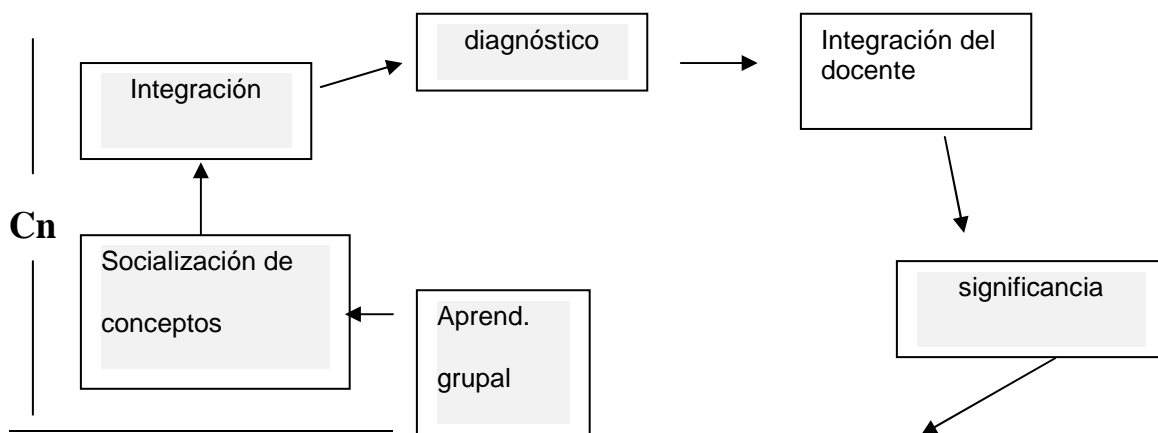 diagnóstico
Integración del
docente
Integración
Cn
Socialización de
conceptos
Aprend.
grupal
significancia